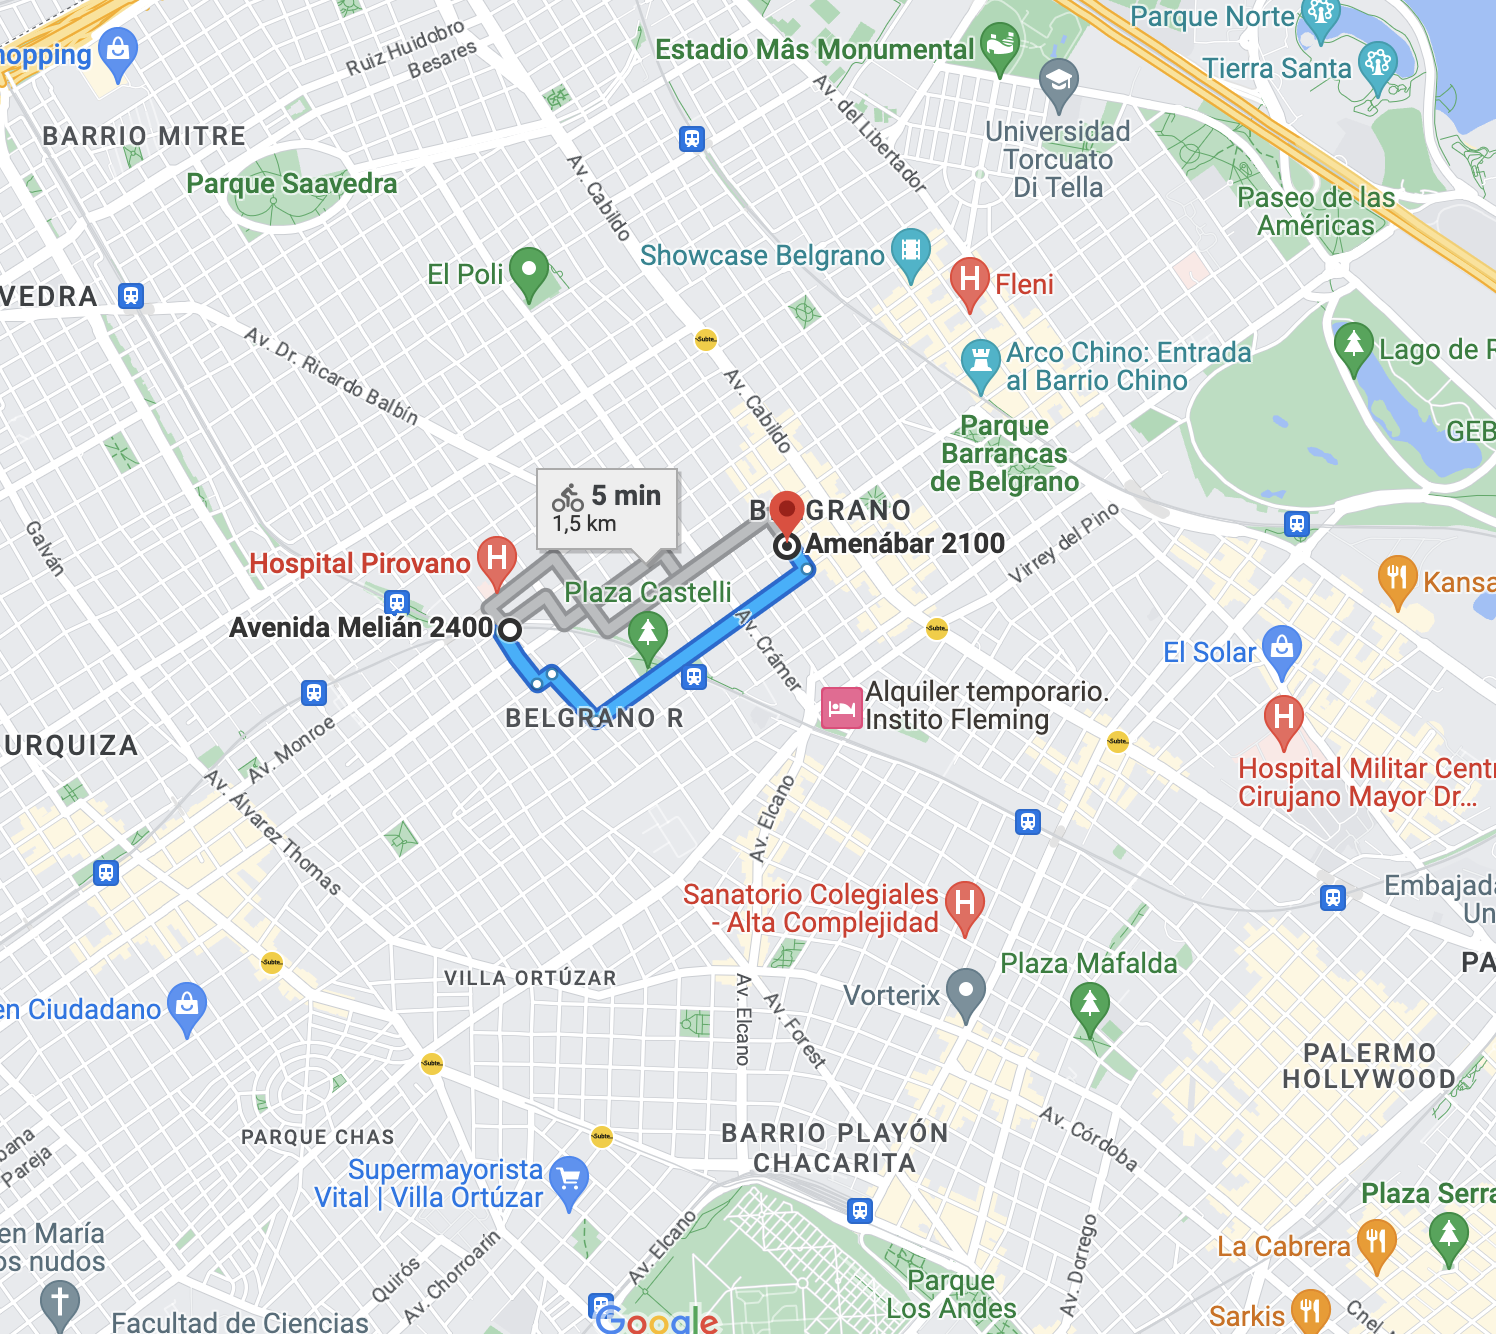 Parque Norte
Estadio Mâs Monumental
Ruiz Huidobro
Besares
hopping
Tierra Santa
Av. del Libertador
Universidad
Torcuato
Di Tella
BARRIO MITRE
Parque Saavedra
Av. Cabildo
Paseo de las
Américas
Showcase Belgrano
El Poli
Fleni
VEDRA
Av. Dr. Ricardo Balbín
Subte
Arco Chino: Entrada
al Barrio Chino
Lago de R
Av. Cabildo
Parque
Barrancas
de Belgrano
GEB
5 min
1,5 km
B GRANO
Amenábar 2100
Virrey del Pino
Galván
Hospital Pirovano
Plaza Castelli
Kansa
Avenida Melián 2400
Subte
Av. Crámer
El Solar
Alquiler temporario.
Instito Fleming
BELGRANO R
URQUIZA
Av. Monroe
Subte
Hospital Militar Centr
Cirujano Mayor Dr...
Av. Álvarez Thomas
Av. Elcano
Sanatorio Colegiales
- Alta Complejidad
Embajada
Un
Subte
VILLA ORTÚZAR
Plaza Mafalda
PA
en Ciudadano
Av. Elcano
Av. Forest
Vorterix
Subte
PALERMO
HOLLYWOOD
PARQUE CHAS
Subte
BARRIO PLAYÓN
CHACARITA
Av. Córdoba
bana
Pareja
Supermayorista
Vital | Villa Ortúzar
Plaza Serra
en María
os nudos
Quirós
Av. Chorroarín
Av. Elcano
Av. Dorrego
La Cabrera
Parque
Los Andes
Sarkis
Cnel.
Facultad de Ciencias
Google